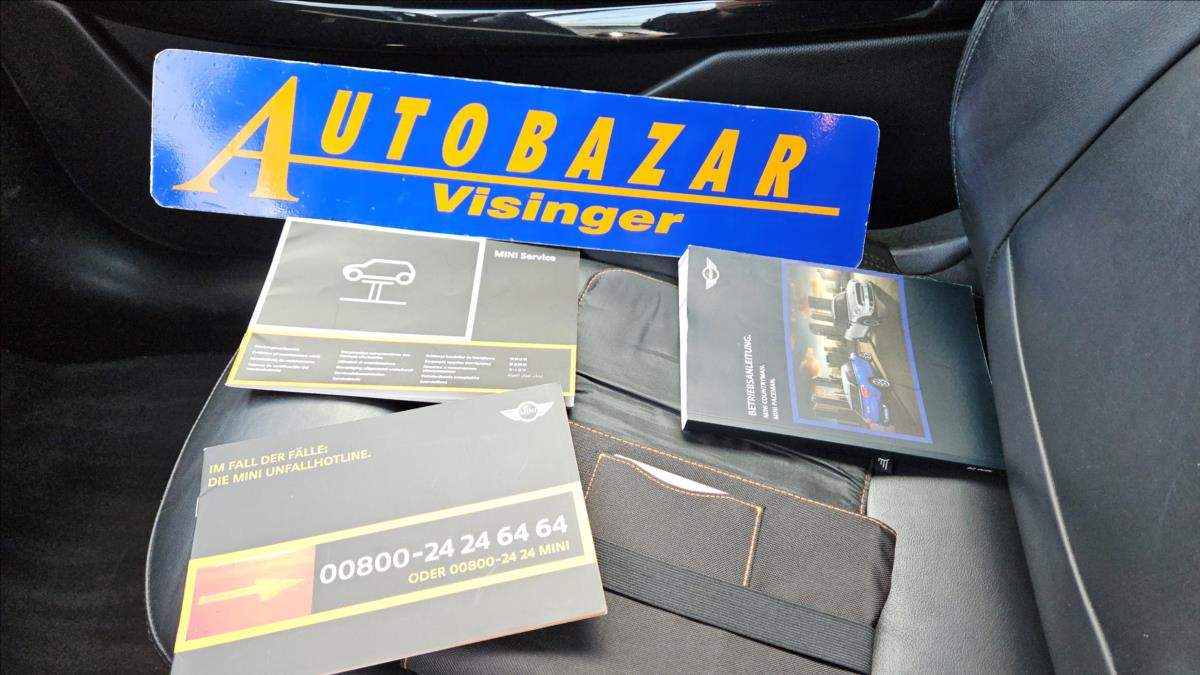 AUTOBAZAR
Visinger
MINI Service
BETRIEBSANLEITUNG.
MINI COUNTRYMAN.
MINI PACEMAN.
MINI
IM FALL DER FÄLLE:
DIE MINI UNFALLHOTLINE.
00800-24 24 64 64
ODER 00800-24 24 MINI